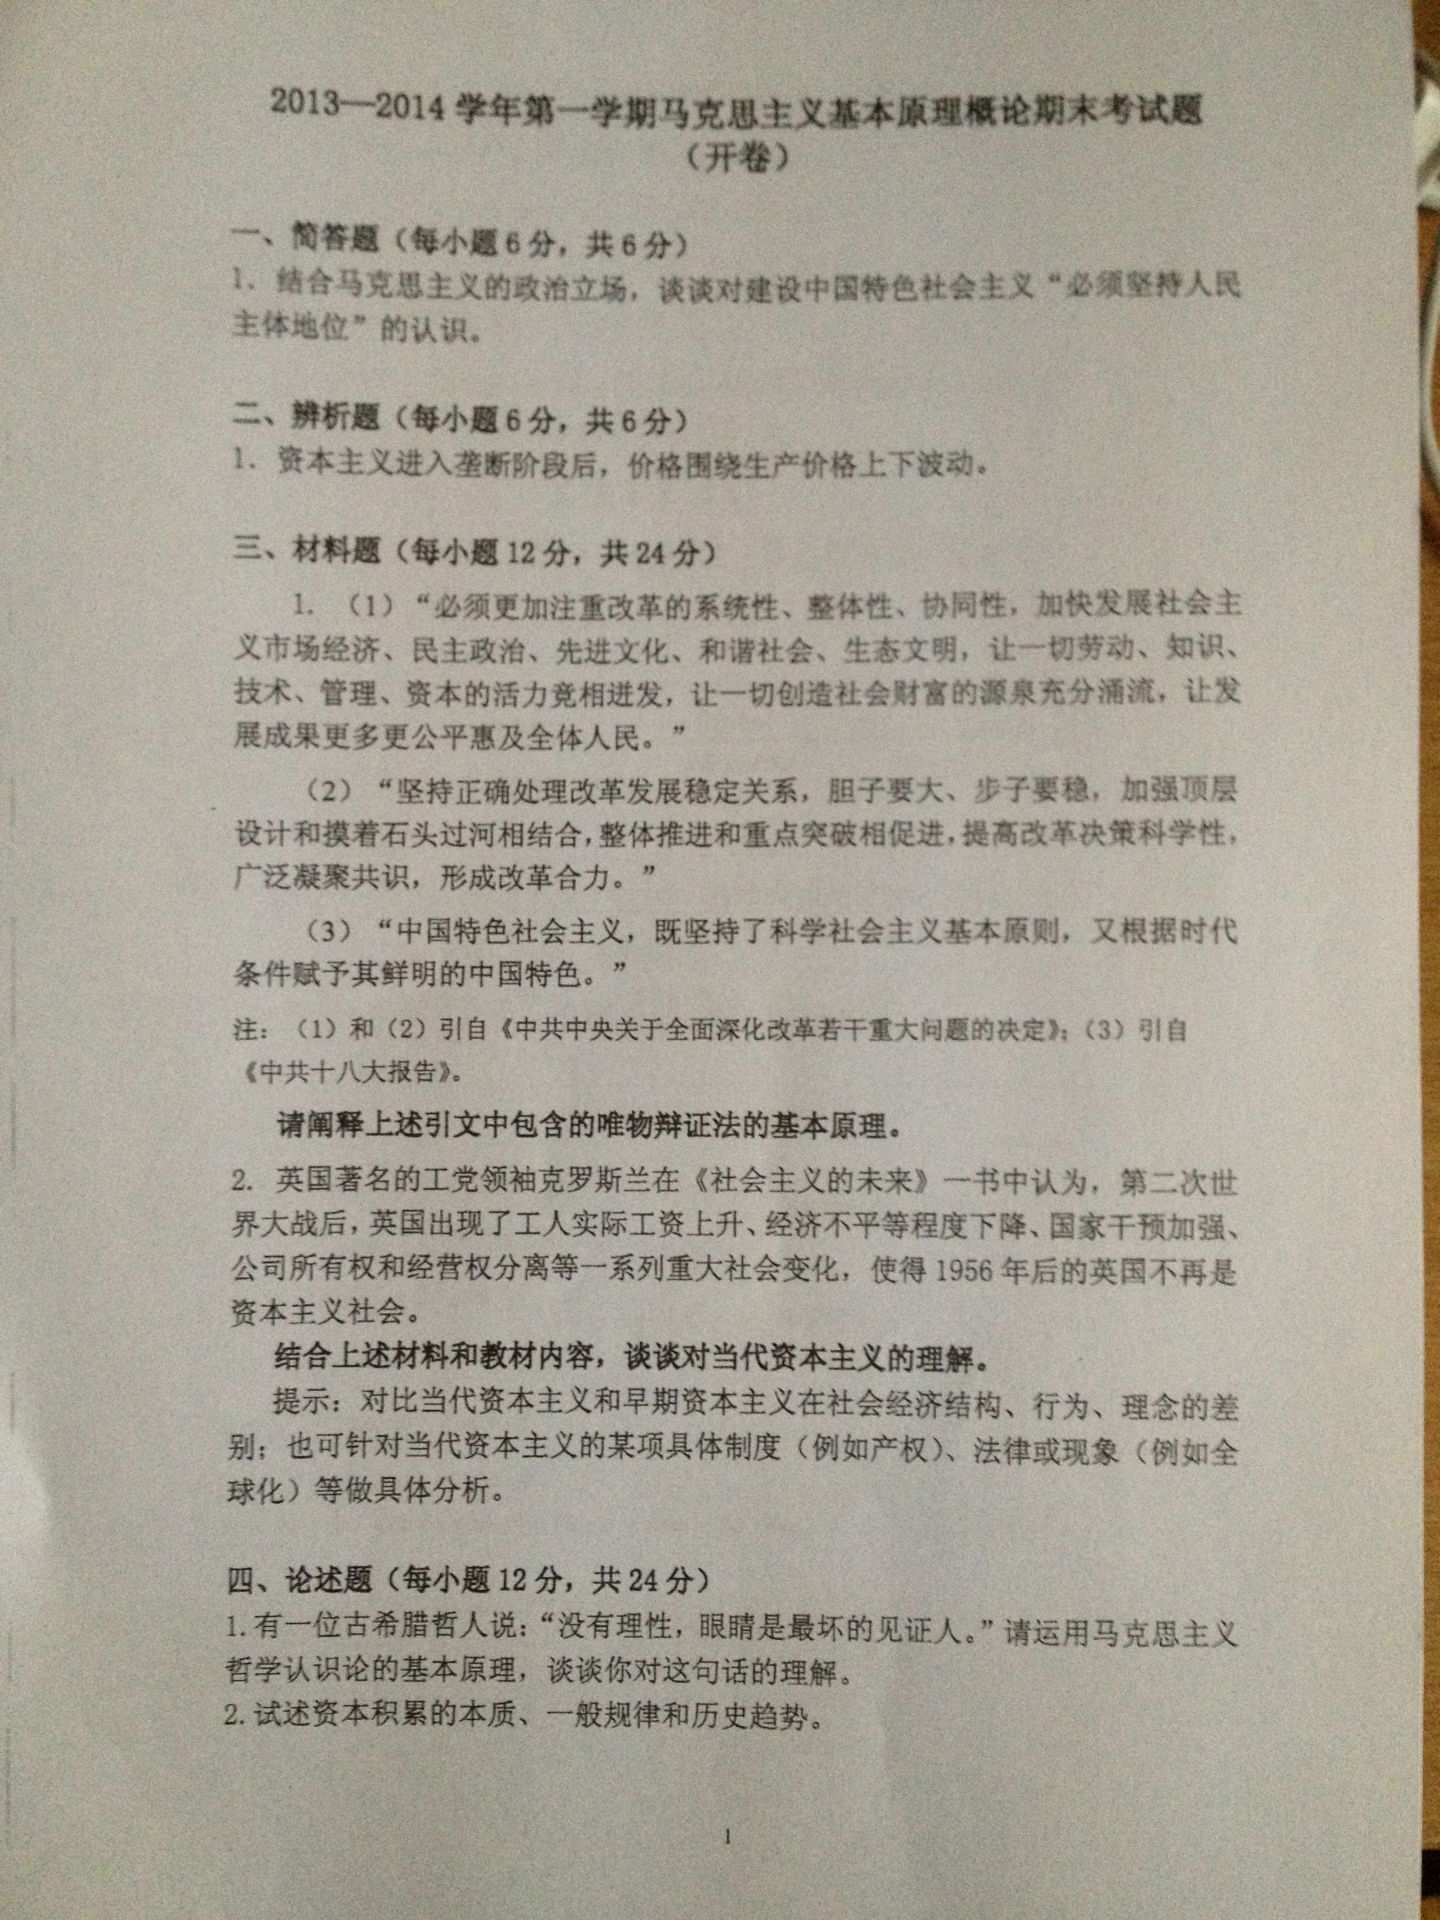 2013—2014 学年第一学期马克思主义基本原理概论期末考试题
（开卷）
一、简答题（每小题 6 分，共 6 分）
1．结合马克思主义的政治立场，谈谈对建设中国特色社会主义“必须坚持人民
主体地位”的认识。
二、辨析题（每小题 6 分，共 6 分）
1．资本主义进入垄断阶段后，价格围绕生产价格上下波动。
三、材料题（每小题 12 分，共 24 分）
1. （1）“必须更加注重改革的系统性、整体性、协同性，加快发展社会主
义市场经济、民主政治、先进文化、和谐社会、生态文明，让一切劳动、知识、
技术、管理、资本的活力竞相迸发，让一切创造社会财富的源泉充分涌流，让发
展成果更多更公平惠及全体人民。”
（2）“坚持正确处理改革发展稳定关系，胆子要大、步子要稳，加强顶层
设计和摸着石头过河相结合，整体推进和重点突破相促进，提高改革决策科学性，
广泛凝聚共识，形成改革合力。”
（3）“中国特色社会主义，既坚持了科学社会主义基本原则，又根据时代
条件赋予其鲜明的中国特色。”
注：（1）和（2）引自《中共中央关于全面深化改革若干重大问题的决定》；（3）引自
《中共十八大报告》。
请阐释上述引文中包含的唯物辩证法的基本原理。
2. 英国著名的工党领袖克罗斯兰在《社会主义的未来》一书中认为，第二次世
界大战后，英国出现了工人实际工资上升、经济不平等程度下降、国家干预加强、
公司所有权和经营权分离等一系列重大社会变化，使得 1956 年后的英国不再是
资本主义社会。
结合上述材料和教材内容，谈谈对当代资本主义的理解。
提示：对比当代资本主义和早期资本主义在社会经济结构、行为、理念的差
别；也可针对当代资本主义的某项具体制度（例如产权）、法律或现象（例如全
球化）等做具体分析。
四、论述题（每小题 12 分，共 24 分）
1.有一位古希腊哲人说：“没有理性，眼睛是最坏的见证人。”请运用马克思主义
哲学认识论的基本原理，谈谈你对这句话的理解。
2.试述资本积累的本质、一般规律和历史趋势。
1